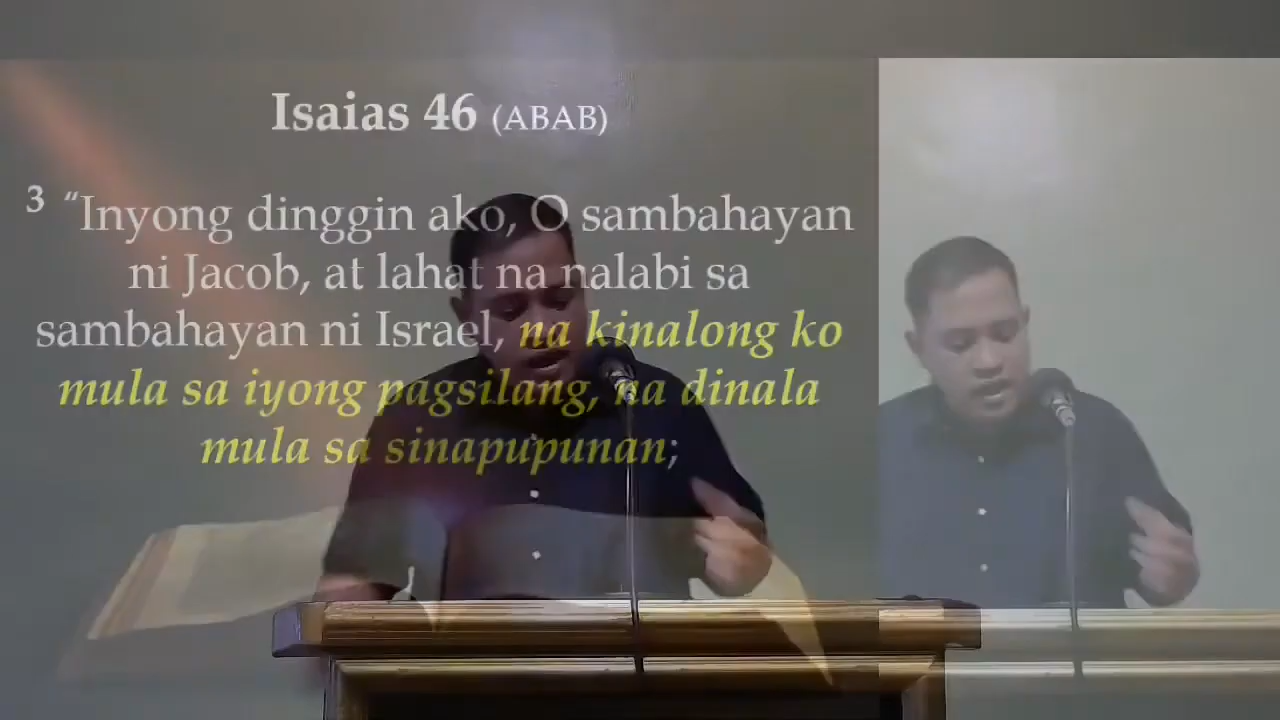 Isaias 46 (ABAB)
3 “Inyong dinggin ako, O sambahayan
ni Jacob, at lahat na nalabi sa
sambahayan ni Israel, na kinalong ko
mula sa iyong pagsilang, na dinala
mula sa sinapupunan;